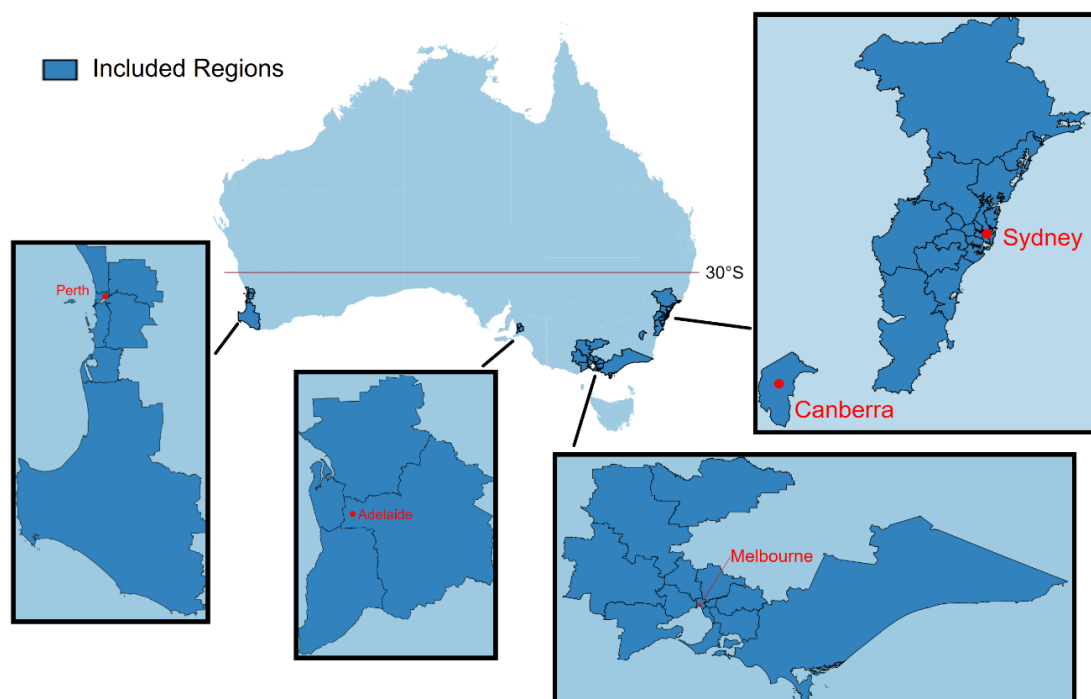 Included Regions
Sydney
Perth
30°S
Canberra
Adelaide
Melbourne